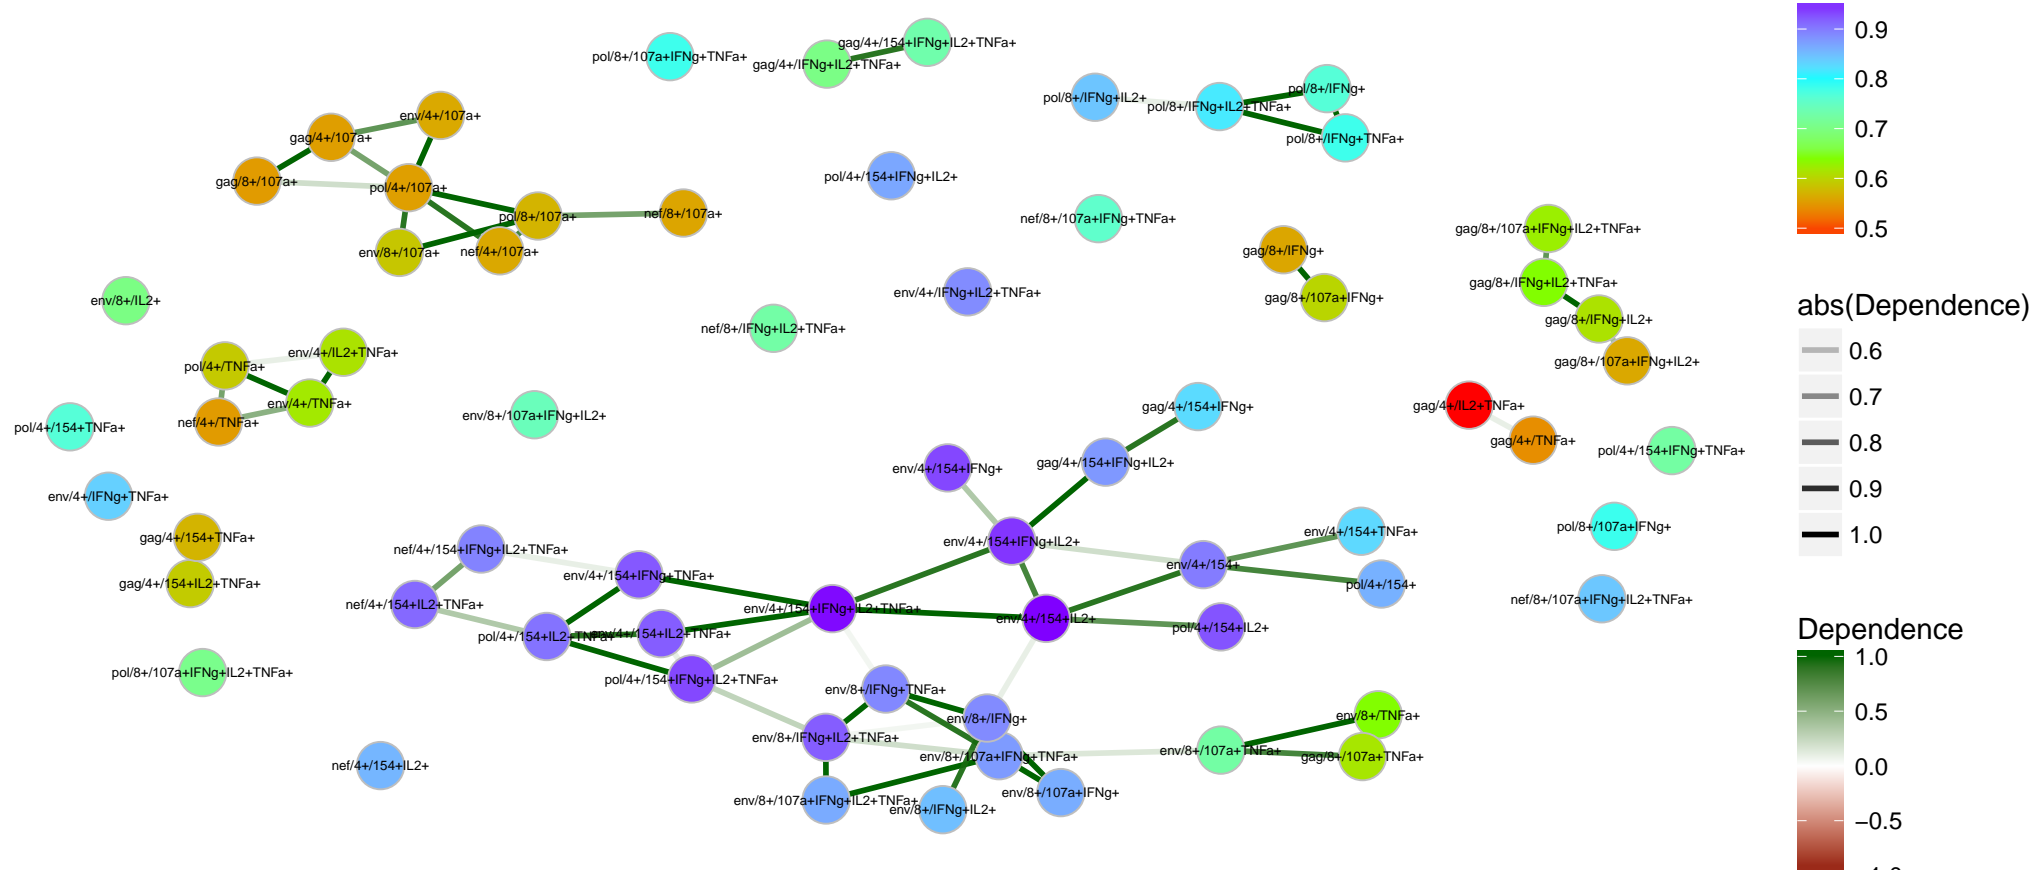 gag/4+/154+IFNg+IL2+TNFa+
pol/8+/107a+IFNg+TNFa+
gag/4+/IFNg+IL2+TNFa+
pol/8+/IFNg+
pol/8+/IFNg+IL2+
pol/8+/IFNg+IL2+TNFa+
env/4+/107a+
gag/4+/107a+
pol/8+/IFNg+TNFa+
pol/4+/154+IFNg+IL2+
gag/8+/107a+
pol/4+/107a+
pol/8+/107a+
nef/8+/107a+
nef/8+/107a+IFNg+TNFa+
gag/8+/107a+IFNg+IL2+TNFa+
env/8+/107a+
nef/4+/107a+
gag/8+/IFNg+
gag/8+/IFNg+IL2+TNFa+
env/8+/IL2+
env/4+/IFNg+IL2+TNFa+
gag/8+/107a+IFNg+
gag/8+/IFNg+IL2+
nef/8+/IFNg+IL2+TNFa+
env/4+/IL2+TNFa+
pol/4+/TNFa+
gag/8+/107a+IFNg+IL2+
env/4+/TNFa+
gag/4+/154+IFNg+
gag/4+/IL2+TNFa+
pol/4+/154+TNFa+
nef/4+/TNFa+
env/8+/107a+IFNg+IL2+
gag/4+/TNFa+
pol/4+/154+IFNg+TNFa+
env/4+/154+IFNg+
gag/4+/154+IFNg+IL2+
env/4+/IFNg+TNFa+
pol/8+/107a+IFNg+
gag/4+/154+TNFa+
nef/4+/154+IFNg+IL2+TNFa+
env/4+/154+IFNg+IL2+
env/4+/154+TNFa+
env/4+/154+
env/4+/154+IFNg+TNFa+
gag/4+/154+IL2+TNFa+
pol/4+/154+
nef/8+/107a+IFNg+IL2+TNFa+
nef/4+/154+IL2+TNFa+
env/4+/154+IFNg+IL2+TNFa+
env/4+/154+IL2+
pol/4+/154+IL2+
pol/4+/154+IL2+TNFa+
env/4+/154+IL2+TNFa+
pol/8+/107a+IFNg+IL2+TNFa+
pol/4+/154+IFNg+IL2+TNFa+
env/8+/IFNg+TNFa+
env/8+/IFNg+
env/8+/TNFa+
env/8+/IFNg+IL2+TNFa+
env/8+/107a+IFNg+TNFa+
env/8+/107a+TNFa+
gag/8+/107a+TNFa+
nef/4+/154+IL2+
env/8+/107a+IFNg+IL2+TNFa+
env/8+/IFNg+IL2+
env/8+/107a+IFNg+
0.9
0.8
0.7
0.6
0.5
abs(Dependence)
0.6
0.7
0.8
0.9
1.0
Dependence
1.0
0.5
0.0
−0.5